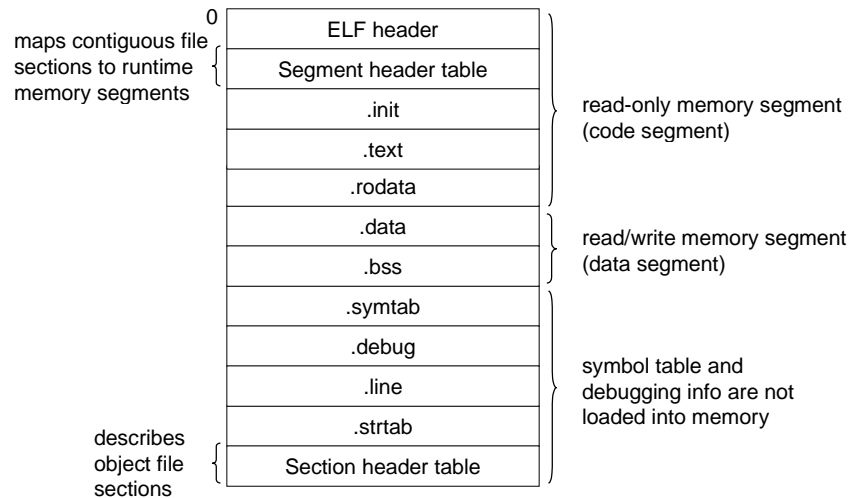 0
maps contiguous file
sections to runtime
memory segments
ELF header
Segment header table
.init
.text
.rodata
.data
.bss
.symtab
.debug
.line
.strtab
Section header table
describes
object file
sections
read-only memory segment
(code segment)
read/write memory segment
(data segment)
symbol table and
debugging info are not
loaded into memory